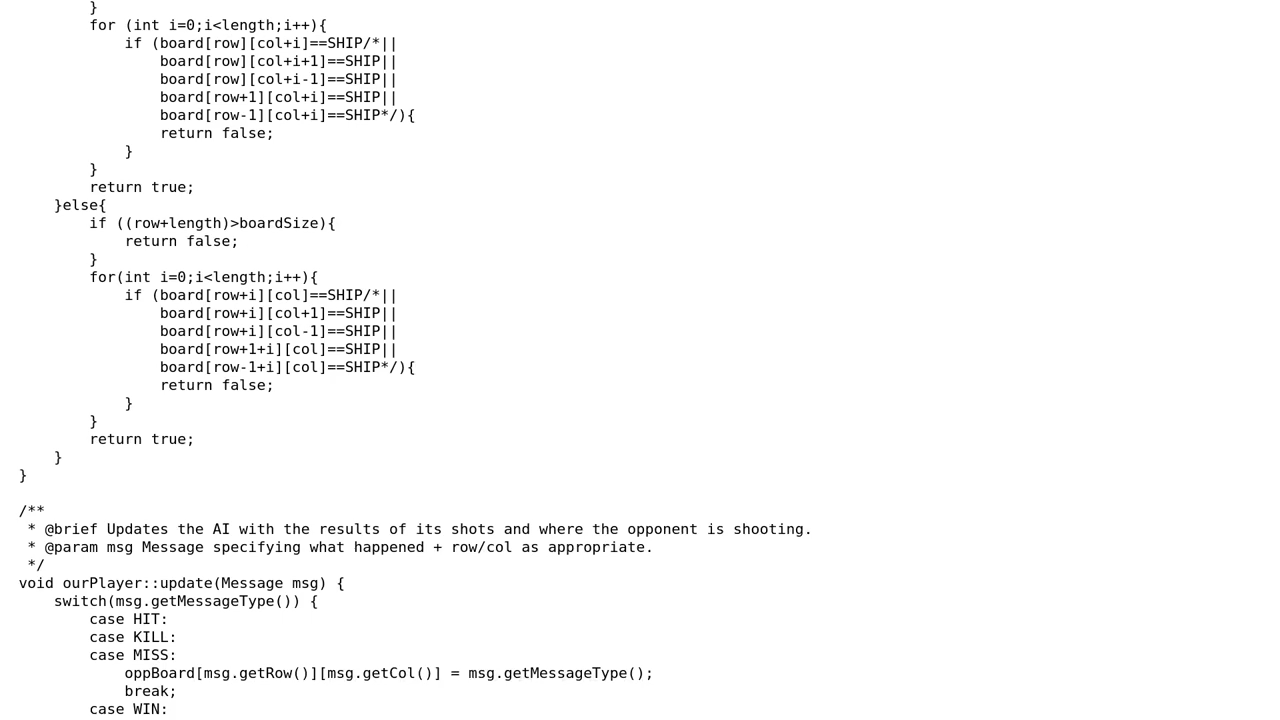 }
        for (int i=0;i<length;i++){
            if (board[row][col+i]==SHIP/*||
                board[row][col+i+1]==SHIP||
                board[row][col+i-1]==SHIP||
                board[row+1][col+i]==SHIP||
                board[row-1][col+i]==SHIP*/){
                return false;
            }
        }
        return true;
    }else{
        if ((row+length)>boardSize){
            return false;
        }
        for(int i=0;i<length;i++){
            if (board[row+i][col]==SHIP/*||
                board[row+i][col+1]==SHIP||
                board[row+i][col-1]==SHIP||
                board[row+1+i][col]==SHIP||
                board[row-1+i][col]==SHIP*/){
                return false;
            }
        }
        return true;
    }
}

/**
 * @brief Updates the AI with the results of its shots and where the opponent is shooting.
 * @param msg Message specifying what happened + row/col as appropriate.
 */
void ourPlayer::update(Message msg) {
    switch(msg.getMessageType()) {
        case HIT:
        case KILL:
        case MISS:
            oppBoard[msg.getRow()][msg.getCol()] = msg.getMessageType();
            break;
        case WIN: